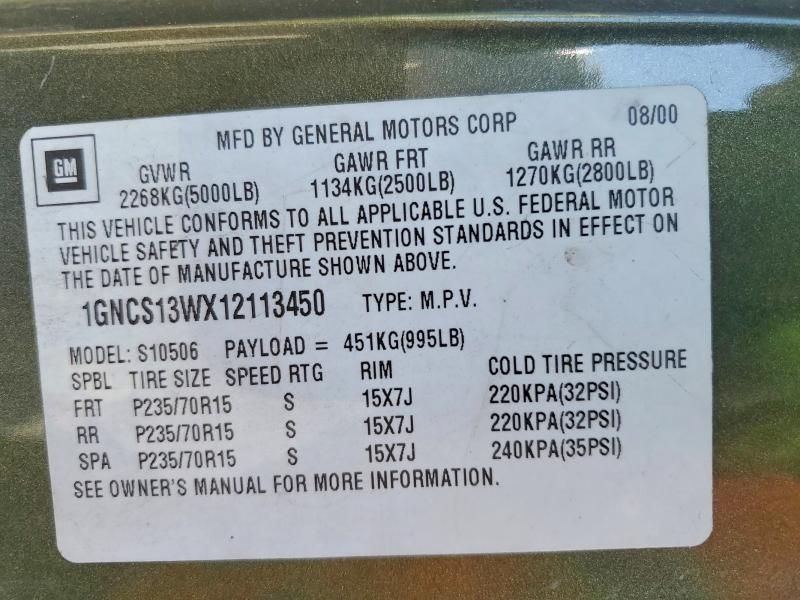 MFD BY GENERAL MOTORS CORP 08/00
GM
GVWR GAWR FRT GAWR RR
2268KG(5000LB) 1134KG(2500LB) 1270KG(2800LB)
THIS VEHICLE CONFORMS TO ALL APPLICABLE U.S. FEDERAL MOTOR
VEHICLE SAFETY AND THEFT PREVENTION STANDARDS IN EFFECT ON
THE DATE OF MANUFACTURE SHOWN ABOVE.
1GNCS13WX12113450 TYPE: M.P.V.
MODEL: S10506 PAYLOAD = 451KG(995LB)
SPBL TIRE SIZE SPEED RTG RIM COLD TIRE PRESSURE
FRT P235/70R15 S 15X7J 220KPA(32PSI)
RR P235/70R15 S 15X7J 220KPA(32PSI)
SPA P235/70R15 S 15X7J 240KPA(35PSI)
SEE OWNER'S MANUAL FOR MORE INFORMATION.